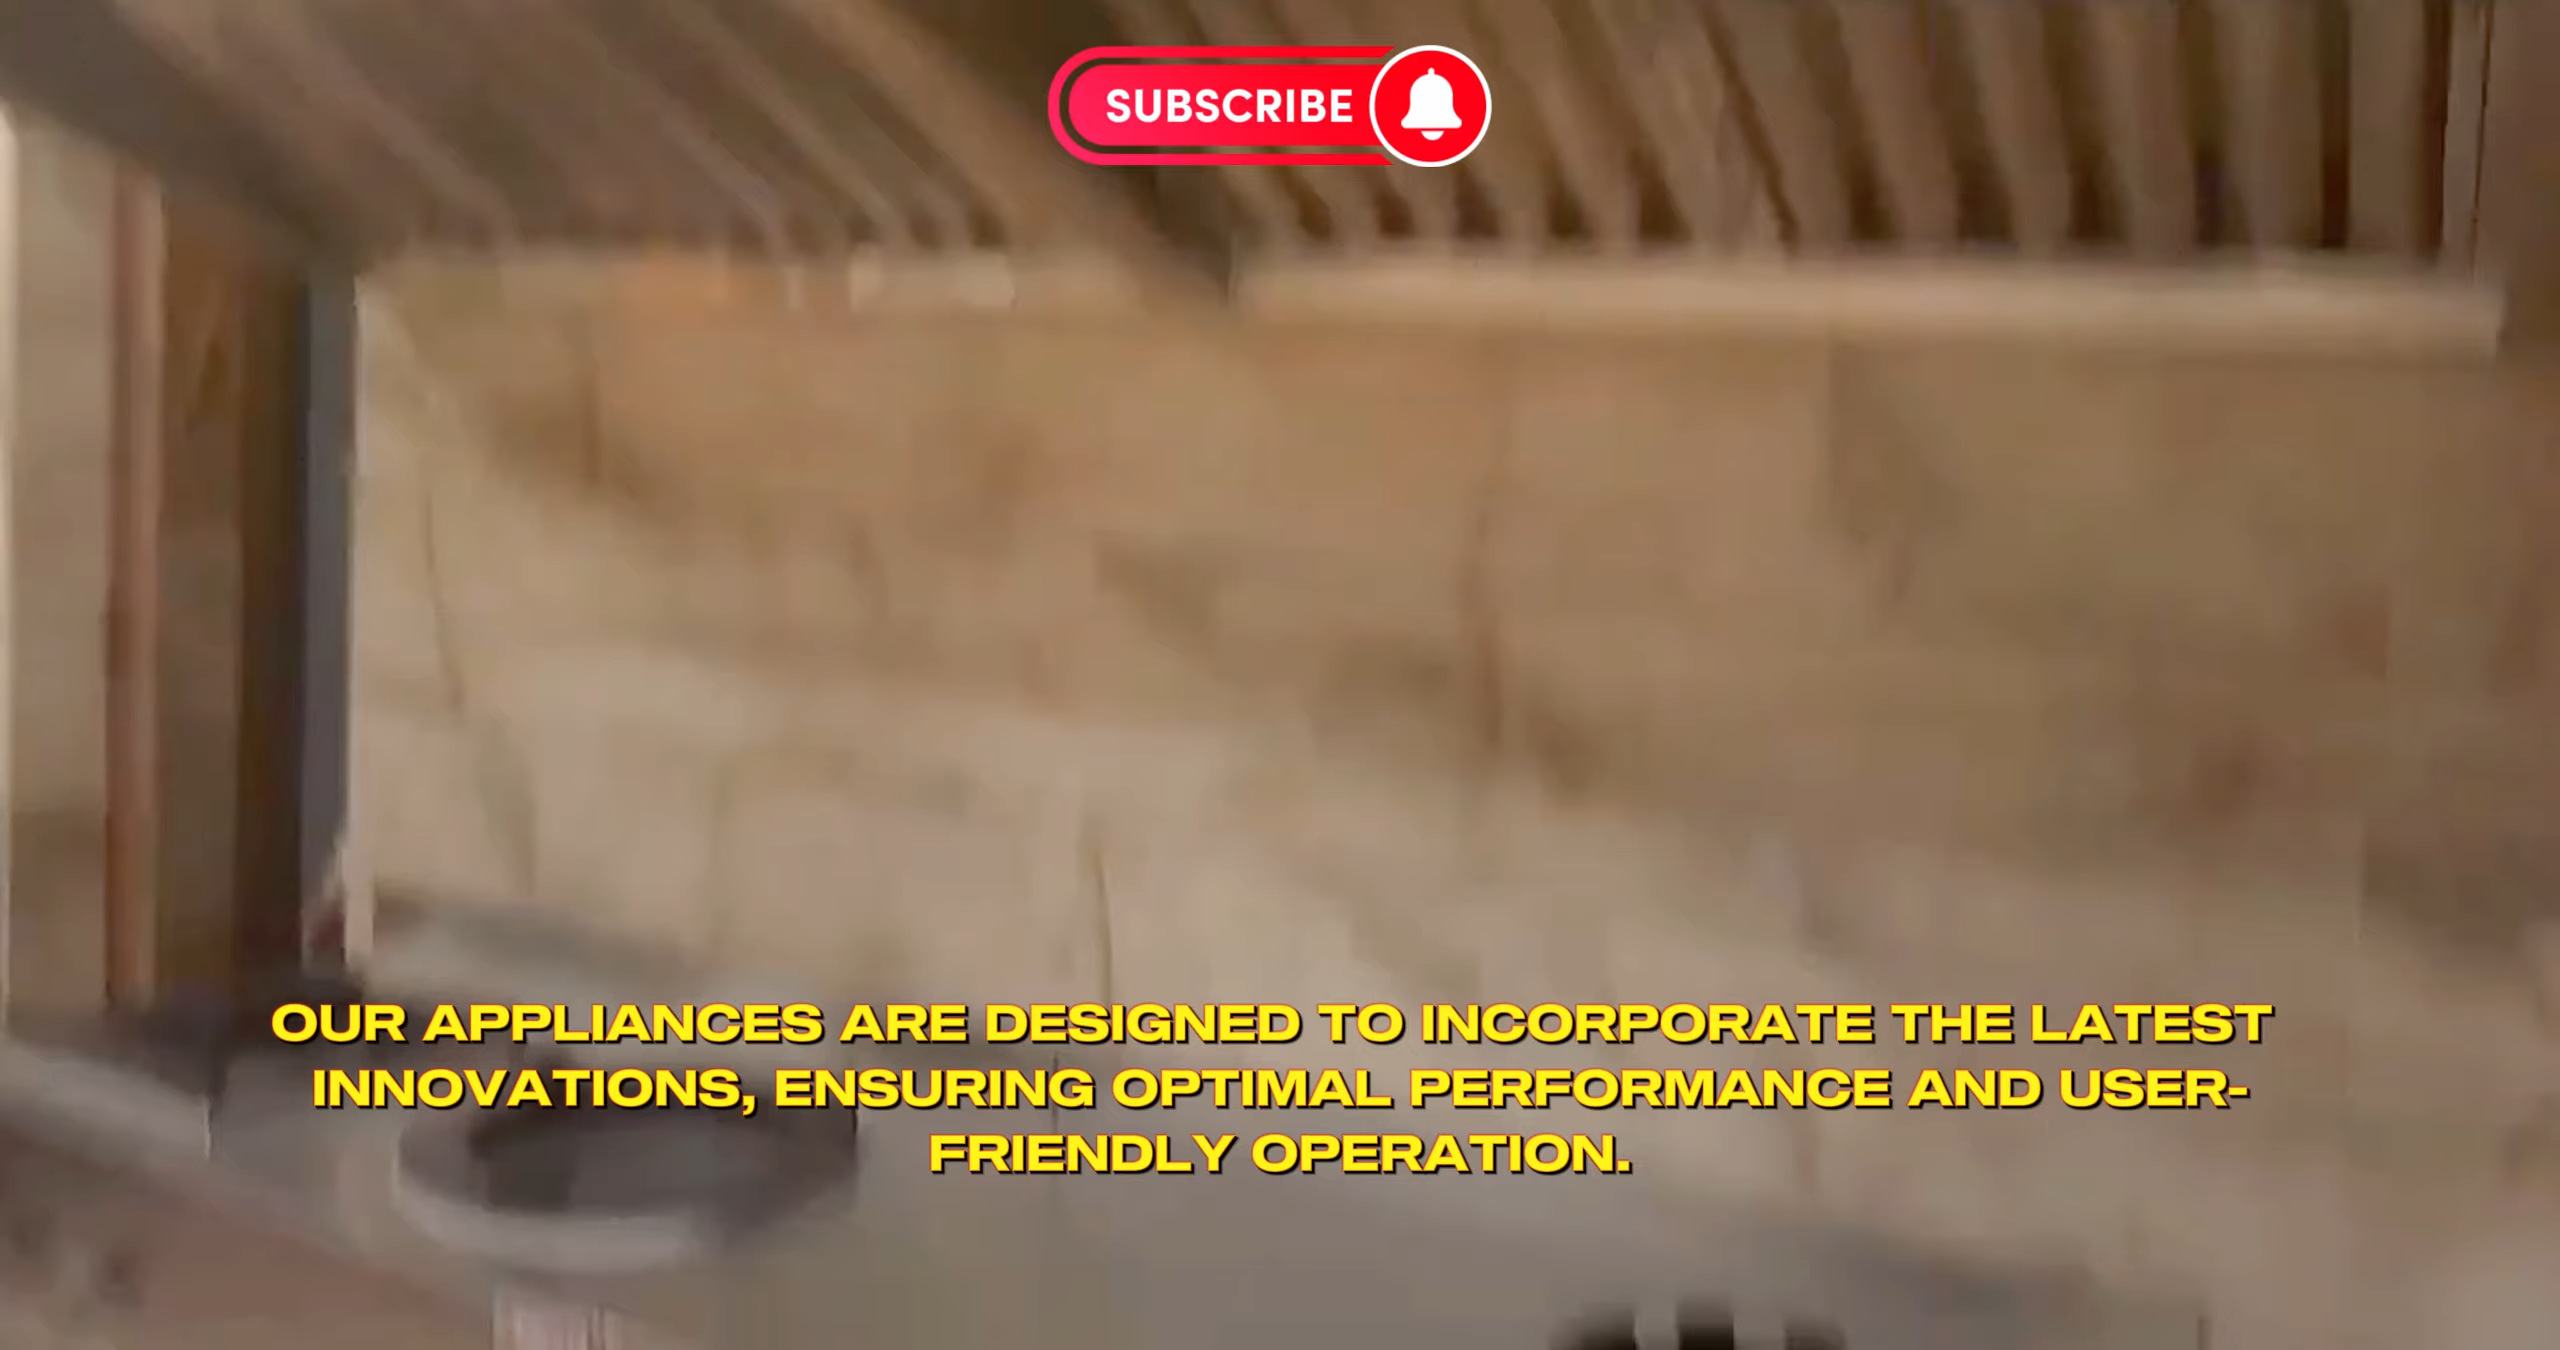 SUBSCRIBE
OUR APPLIANCES ARE DESIGNED TO INCORPORATE THE LATEST
INNOVATIONS, ENSURING OPTIMAL PERFORMANCE AND USER-
FRIENDLY OPERATION.